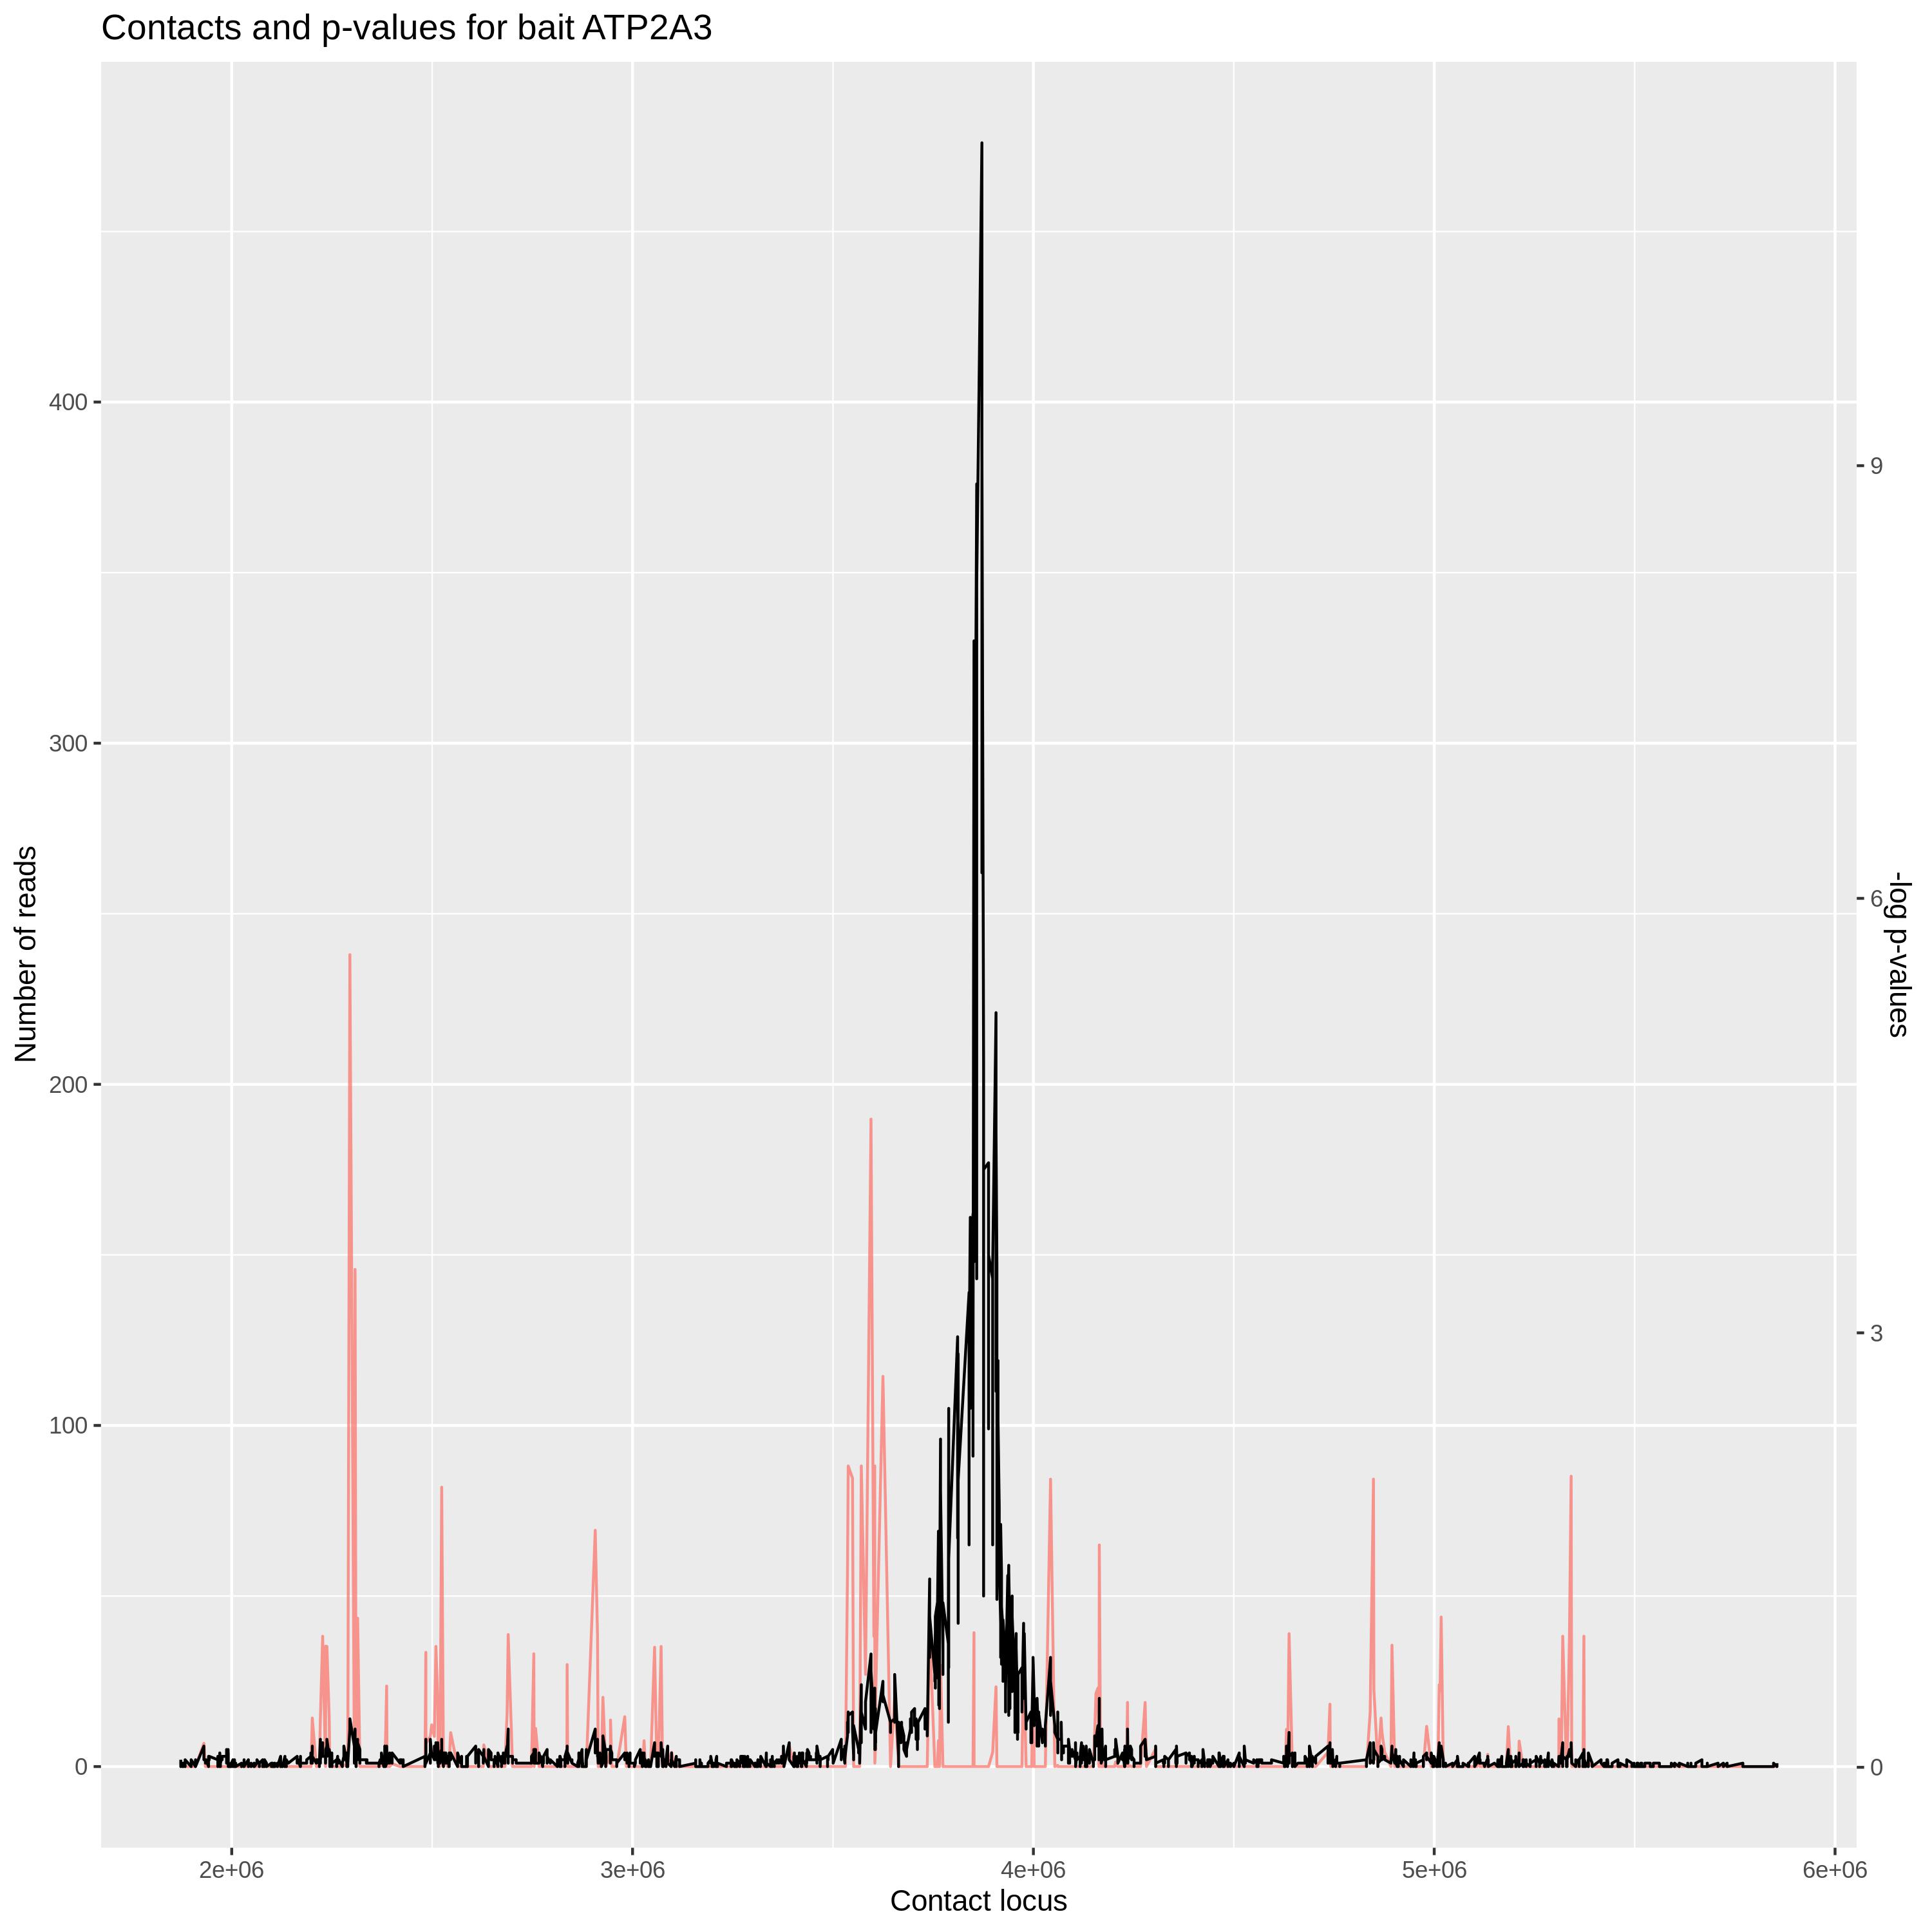 Contacts and p-values for bait ATP2A3
Number of reads
400
300
200
100
0
9
6
3
0
-log p-values
2e+06 3e+06 4e+06 5e+06 6e+06
Contact locus